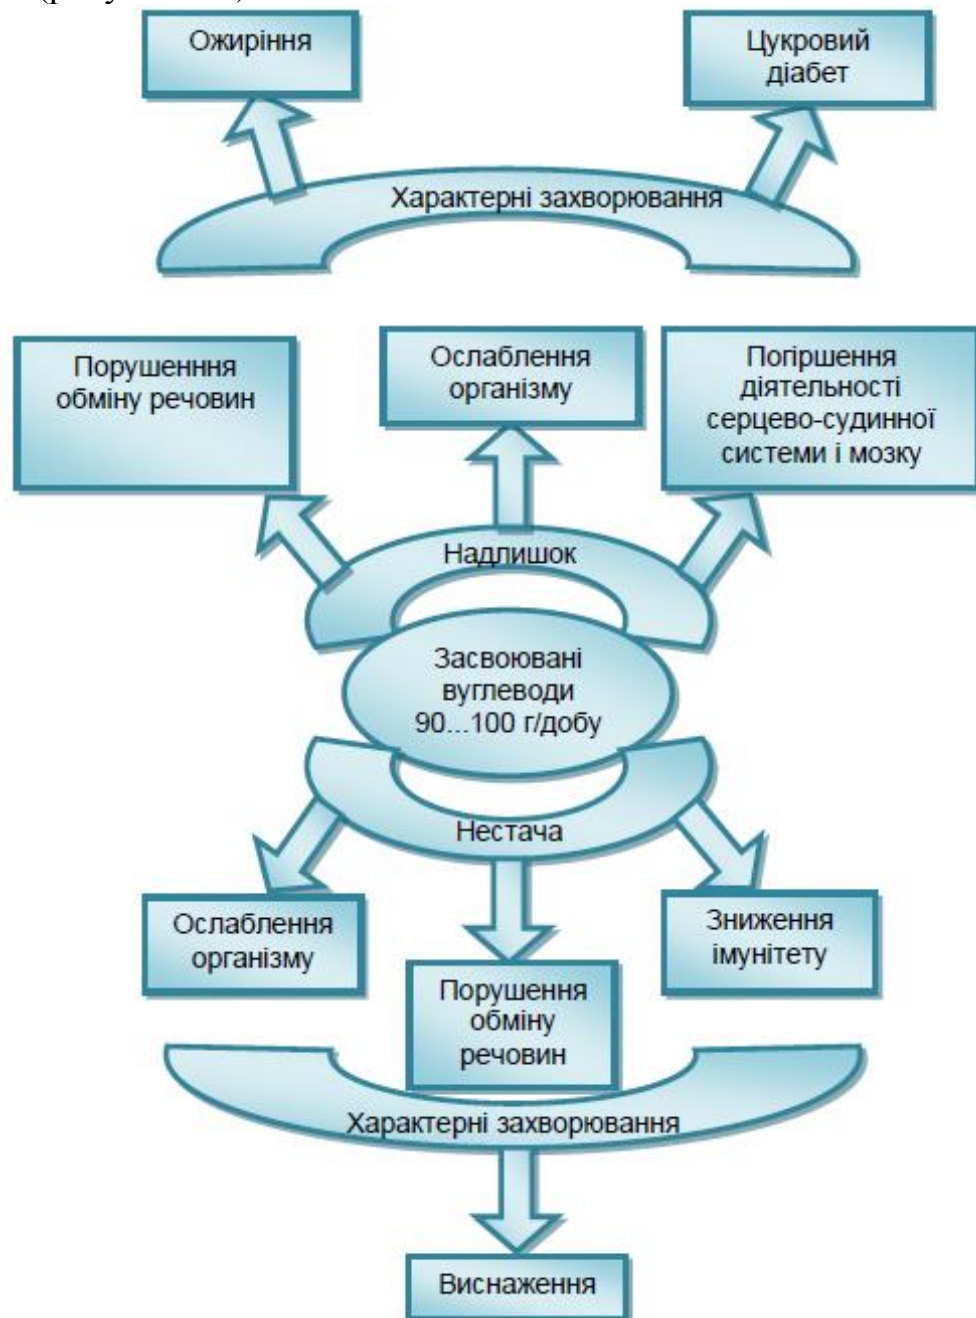 Ожиріння
Цукровий
діабет
Характерні захворювання
Порушенння
обміну речовин
Ослаблення
організму
Погіршення
діятельності
серцево-судинної
системи і мозку
Надлишок
Засвоювані
вуглеводи
90...100 г/добу
Нестача
Ослаблення
організму
Порушення
обміну
речовин
Зниження
імунітету
Характерні захворювання
Виснаження